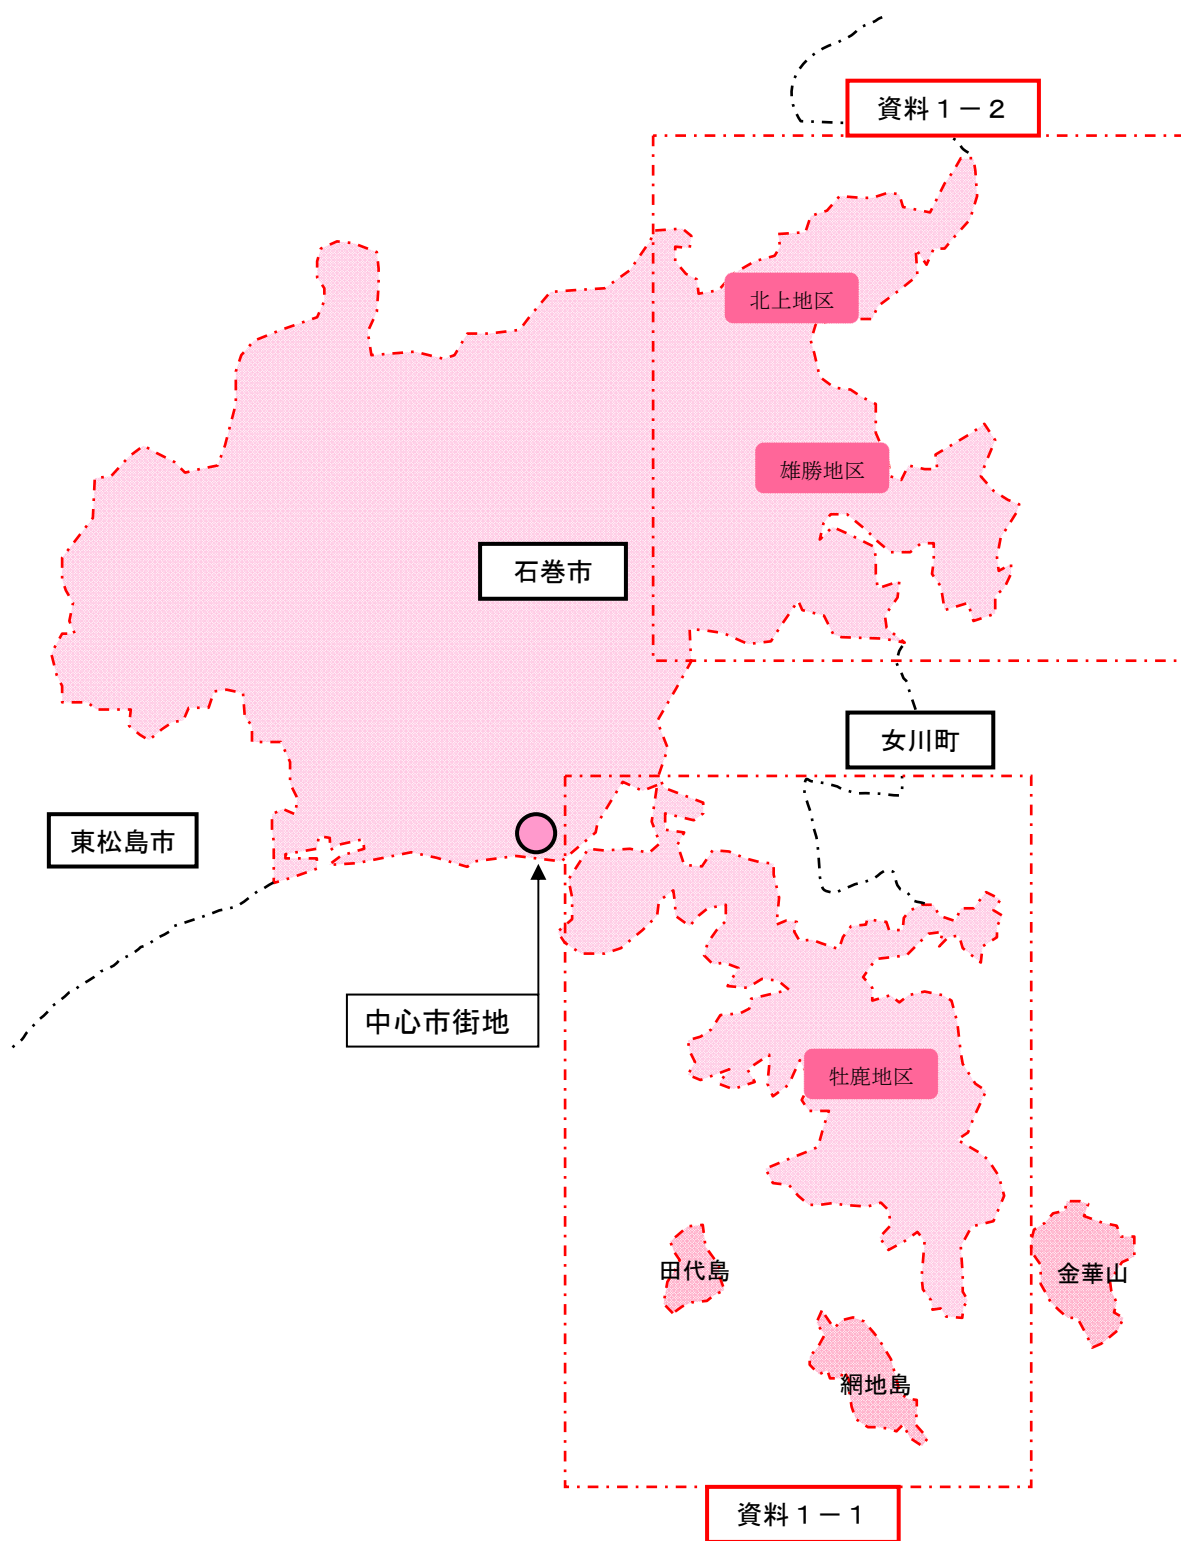 資料１－２
北上地区
雄勝地区
石巻市
女川町
東松島市
中心市街地
牡鹿地区
田代島
金華山
網地島
資料１－１